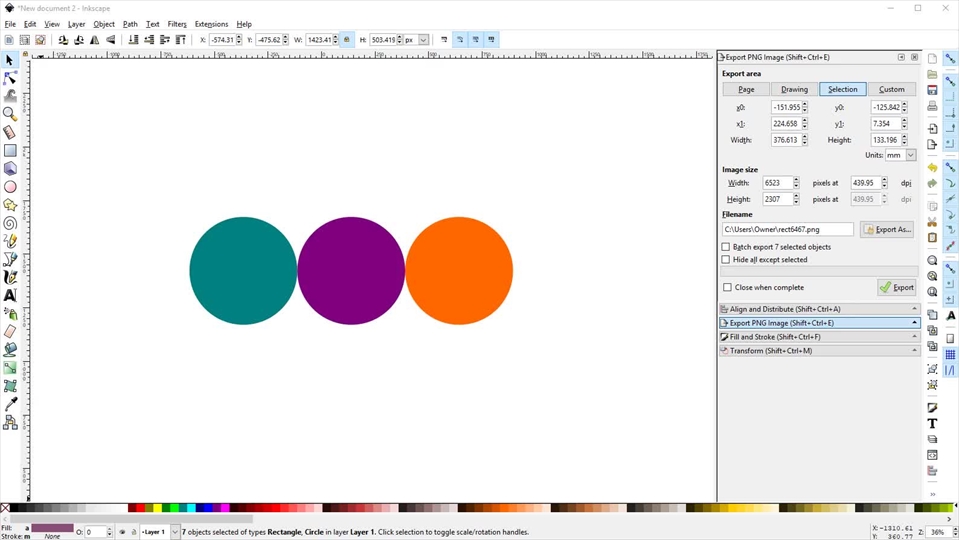 *New document 2 - Inkscape
File Edit View Layer Object Path Text Filters Extensions Help
X: -574.31 Y: -475.62 W: 1423.41 H: 503.419 px
Export PNG Image (Shift+Ctrl+E)
Export area
Page Drawing Selection Custom
x0: -151.955 y0: -125.842
x1: 224.658 y1: 7.354
Width: 376.613 Height: 133.196
Units: mm
Image size
Width: 6523 pixels at 439.95 dpi
Height: 2307 pixels at 439.95 dpi
Filename
C:\Users\Owner\rect6467.png Export As...
Batch export 7 selected objects
Hide all except selected
Close when complete Export
Align and Distribute (Shift+Ctrl+A)
Export PNG Image (Shift+Ctrl+E)
Fill and Stroke (Shift+Ctrl+F)
Transform (Shift+Ctrl+M)
Fill: a
Stroke: m None
O: 0
Layer 1
7 objects selected of types Rectangle, Circle in layer Layer 1. Click selection to toggle scale/rotation handles.
X: -1310.61
Y: 360.77
Z: 36%